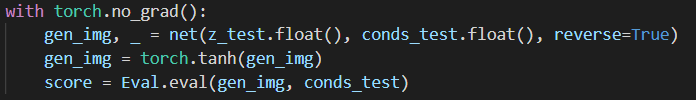 with torch.no_grad():
    gen_img, _ = net(z_test.float(), conds_test.float(), reverse=True)
    gen_img = torch.tanh(gen_img)
    score = Eval.eval(gen_img, conds_test)